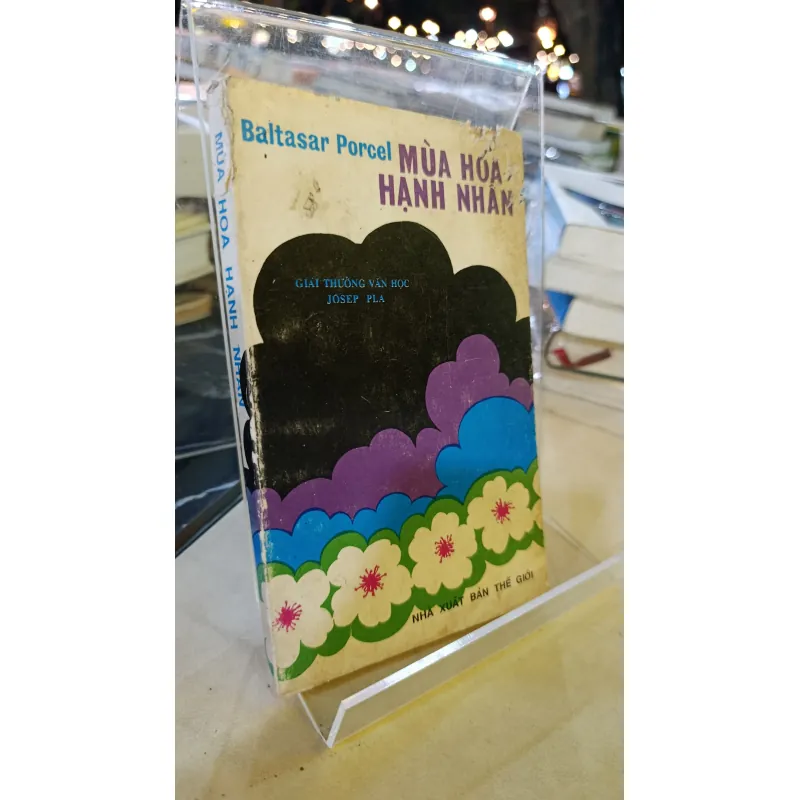 Baltasar Porcel
MÙA HOA
HẠNH NHÂN
GIẢI THƯỞNG VĂN HỌC
JOSEP PLA
NHÀ XUẤT BẢN THẾ GIỚI
MÙA HOA HẠNH NHÂN